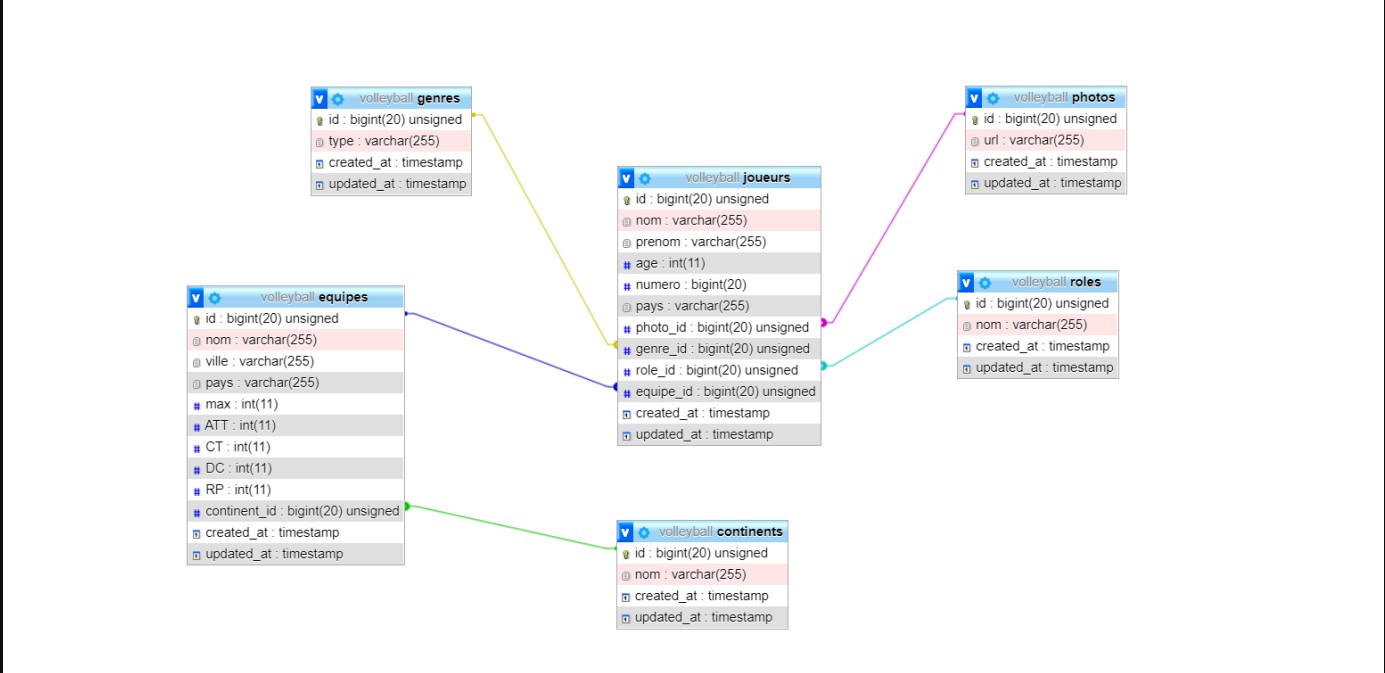 volleyball genres
id : bigint(20) unsigned
type : varchar(255)
created_at : timestamp
updated_at : timestamp
volleyball photos
id : bigint(20) unsigned
url : varchar(255)
created_at : timestamp
updated_at : timestamp
volleyball joueurs
id : bigint(20) unsigned
nom : varchar(255)
prenom : varchar(255)
age : int(11)
numero : bigint(20)
pays : varchar(255)
photo_id : bigint(20) unsigned
genre_id : bigint(20) unsigned
role_id : bigint(20) unsigned
equipe_id : bigint(20) unsigned
created_at : timestamp
updated_at : timestamp
volleyball roles
id : bigint(20) unsigned
nom : varchar(255)
created_at : timestamp
updated_at : timestamp
volleyball equipes
id : bigint(20) unsigned
nom : varchar(255)
ville : varchar(255)
pays : varchar(255)
max : int(11)
ATT : int(11)
CT : int(11)
DC : int(11)
RP : int(11)
continent_id : bigint(20) unsigned
created_at : timestamp
updated_at : timestamp
volleyball continents
id : bigint(20) unsigned
nom : varchar(255)
created_at : timestamp
updated_at : timestamp